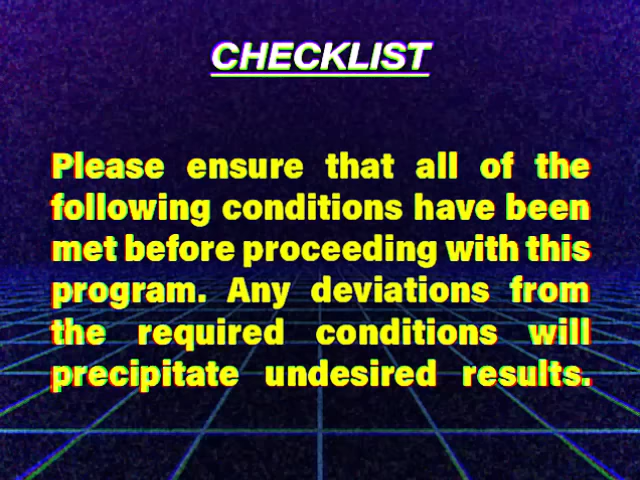 CHECKLIST
Please ensure that all of the
following conditions have been
met before proceeding with this
program. Any deviations from
the required conditions will
precipitate undesired results.